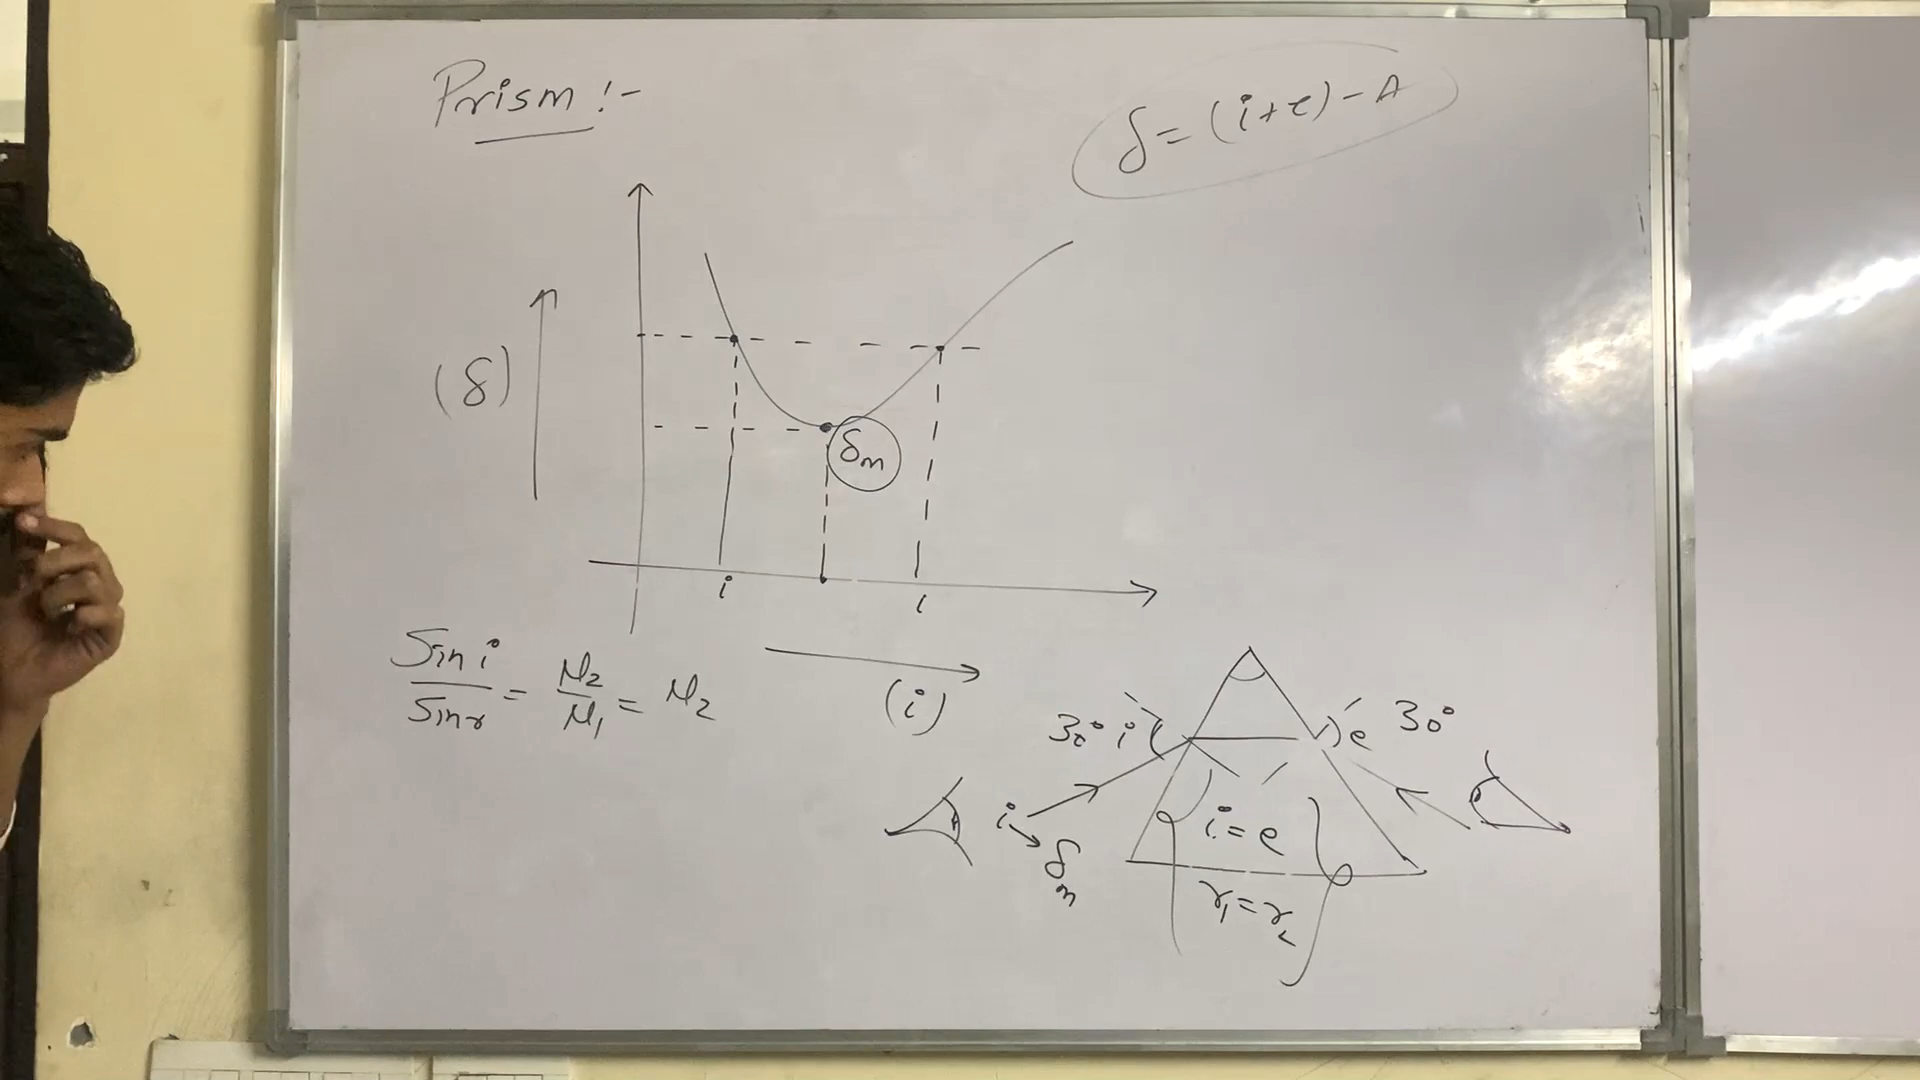 Prism :-
δ = (i+e) - A
(δ)
δm
i
i
(i)
Sin i / Sin r = μ2 / μ1 = μ2
30° i
e 30°
i
δm
i = e
r1 = r2